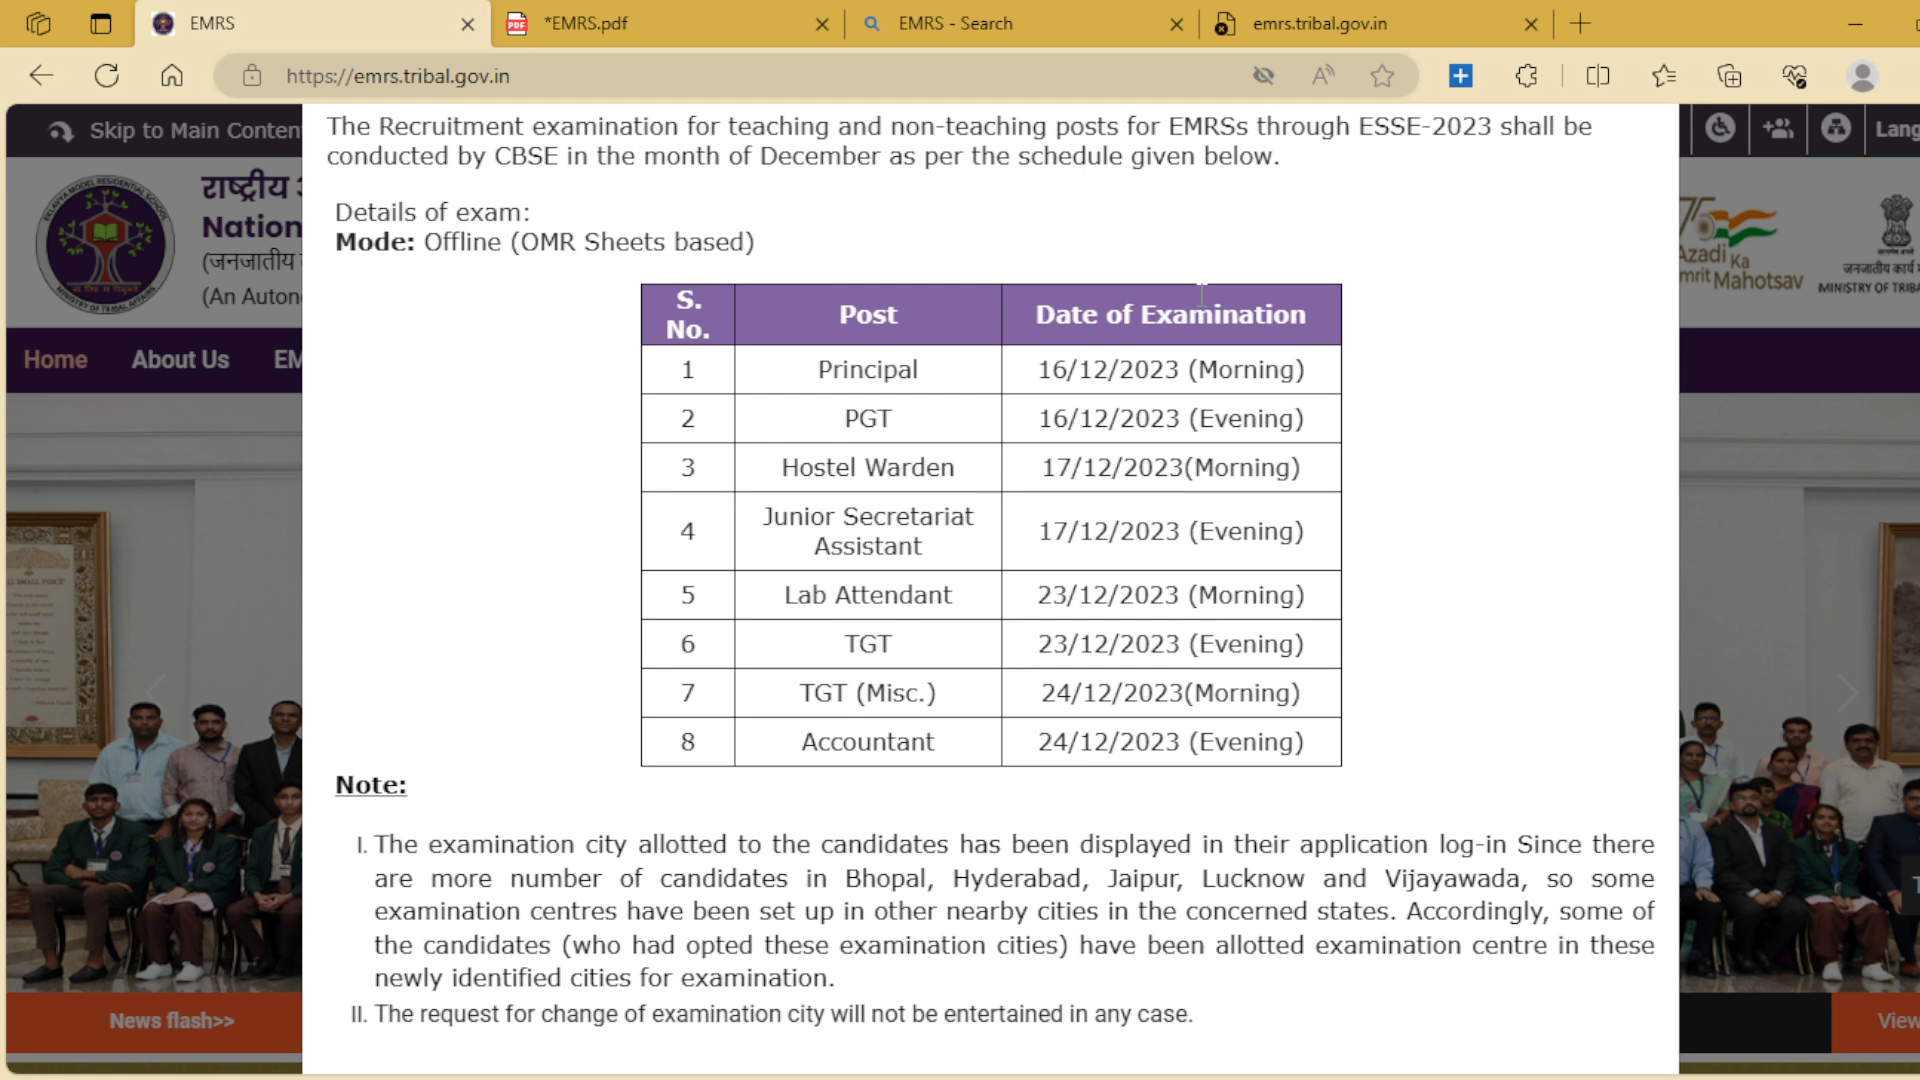 EMRS
*EMRS.pdf
EMRS - Search
emrs.tribal.gov.in
https://emrs.tribal.gov.in
Skip to Main Conten
राष्ट्रीय
Nation
(जनजातीय
(An Auton
Home About Us EM
The Recruitment examination for teaching and non-teaching posts for EMRSs through ESSE-2023 shall be
conducted by CBSE in the month of December as per the schedule given below.
Details of exam:
Mode: Offline (OMR Sheets based)
S. No. Post Date of Examination
1 Principal 16/12/2023 (Morning)
2 PGT 16/12/2023 (Evening)
3 Hostel Warden 17/12/2023(Morning)
4 Junior Secretariat Assistant 17/12/2023 (Evening)
5 Lab Attendant 23/12/2023 (Morning)
6 TGT 23/12/2023 (Evening)
7 TGT (Misc.) 24/12/2023(Morning)
8 Accountant 24/12/2023 (Evening)
Note:
I. The examination city allotted to the candidates has been displayed in their application log-in Since there
are more number of candidates in Bhopal, Hyderabad, Jaipur, Lucknow and Vijayawada, so some
examination centres have been set up in other nearby cities in the concerned states. Accordingly, some of
the candidates (who had opted these examination cities) have been allotted examination centre in these
newly identified cities for examination.
II. The request for change of examination city will not be entertained in any case.
Lang
Azadi Ka
mrit Mahotsav
जनजातीय कार्य
MINISTRY OF TRIBA
News flash>>
View